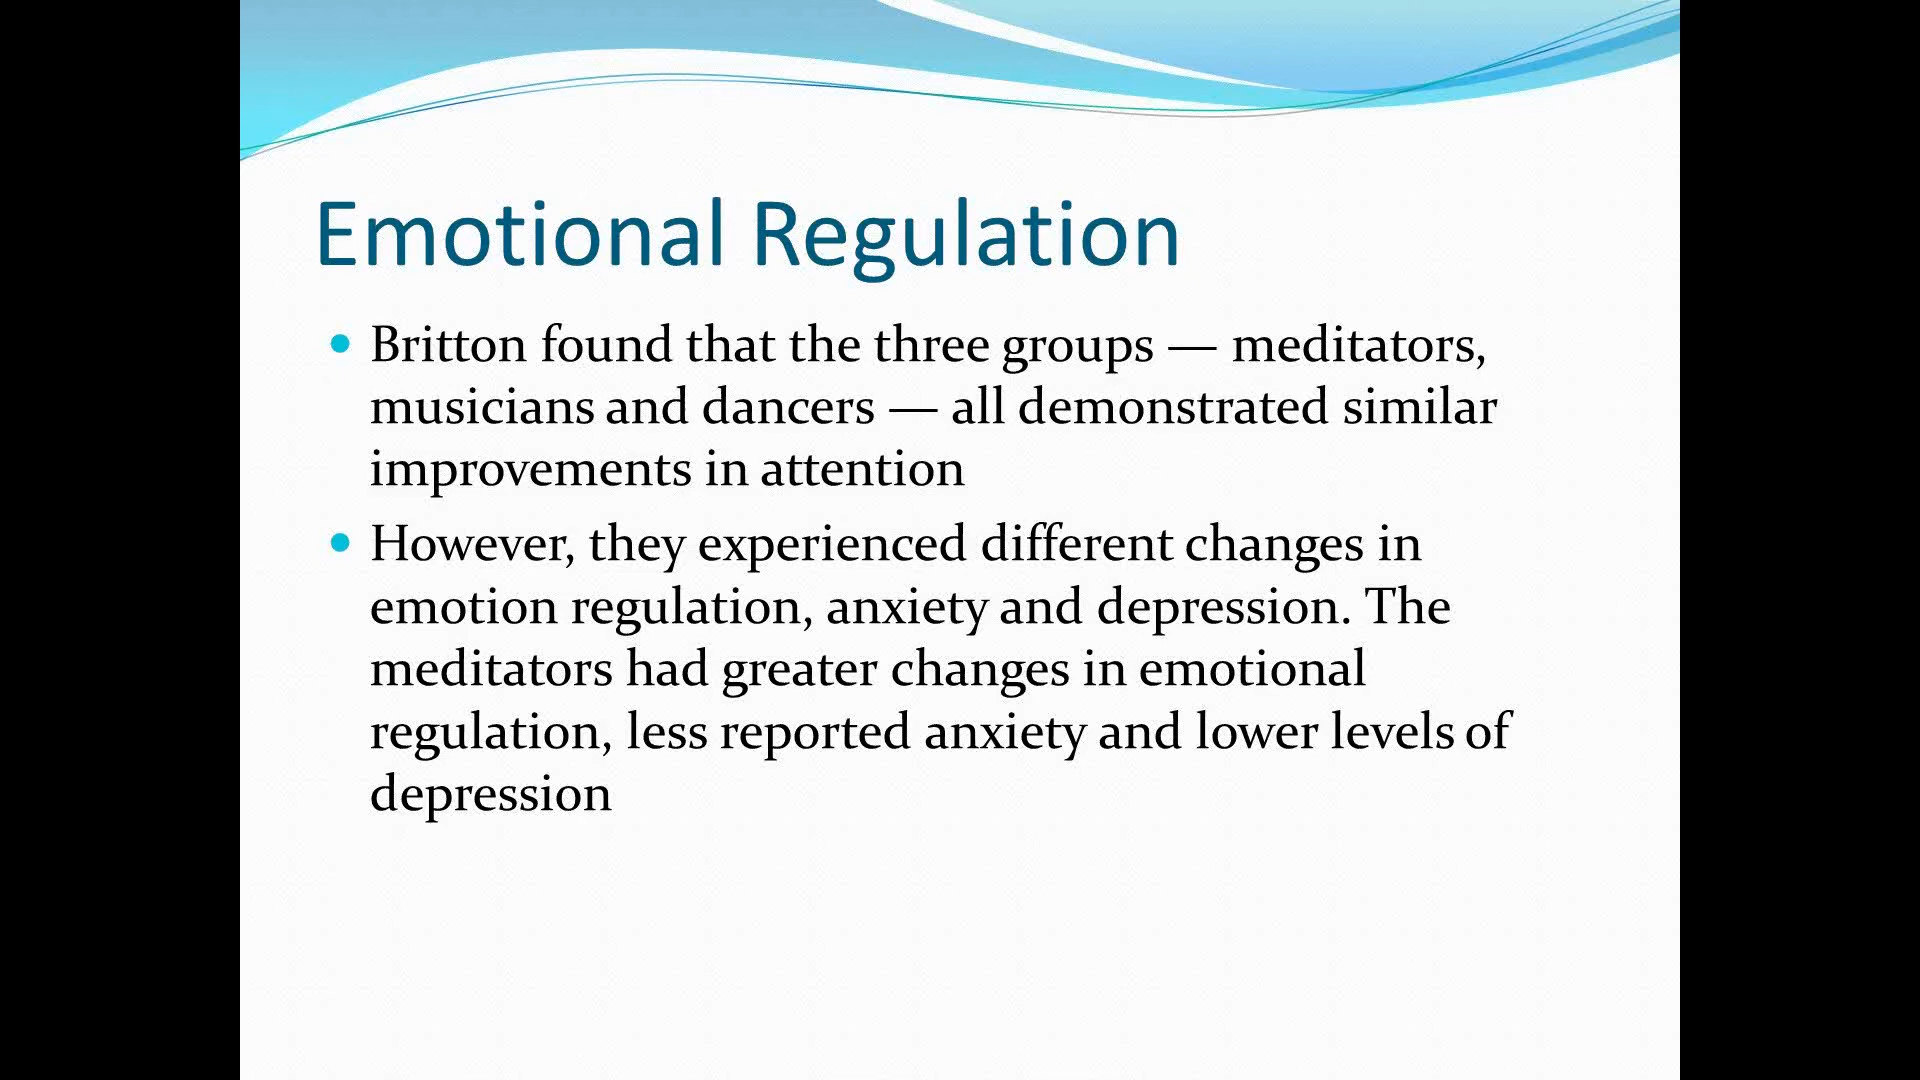 Emotional Regulation
Britton found that the three groups — meditators,
musicians and dancers — all demonstrated similar
improvements in attention
However, they experienced different changes in
emotion regulation, anxiety and depression. The
meditators had greater changes in emotional
regulation, less reported anxiety and lower levels of
depression